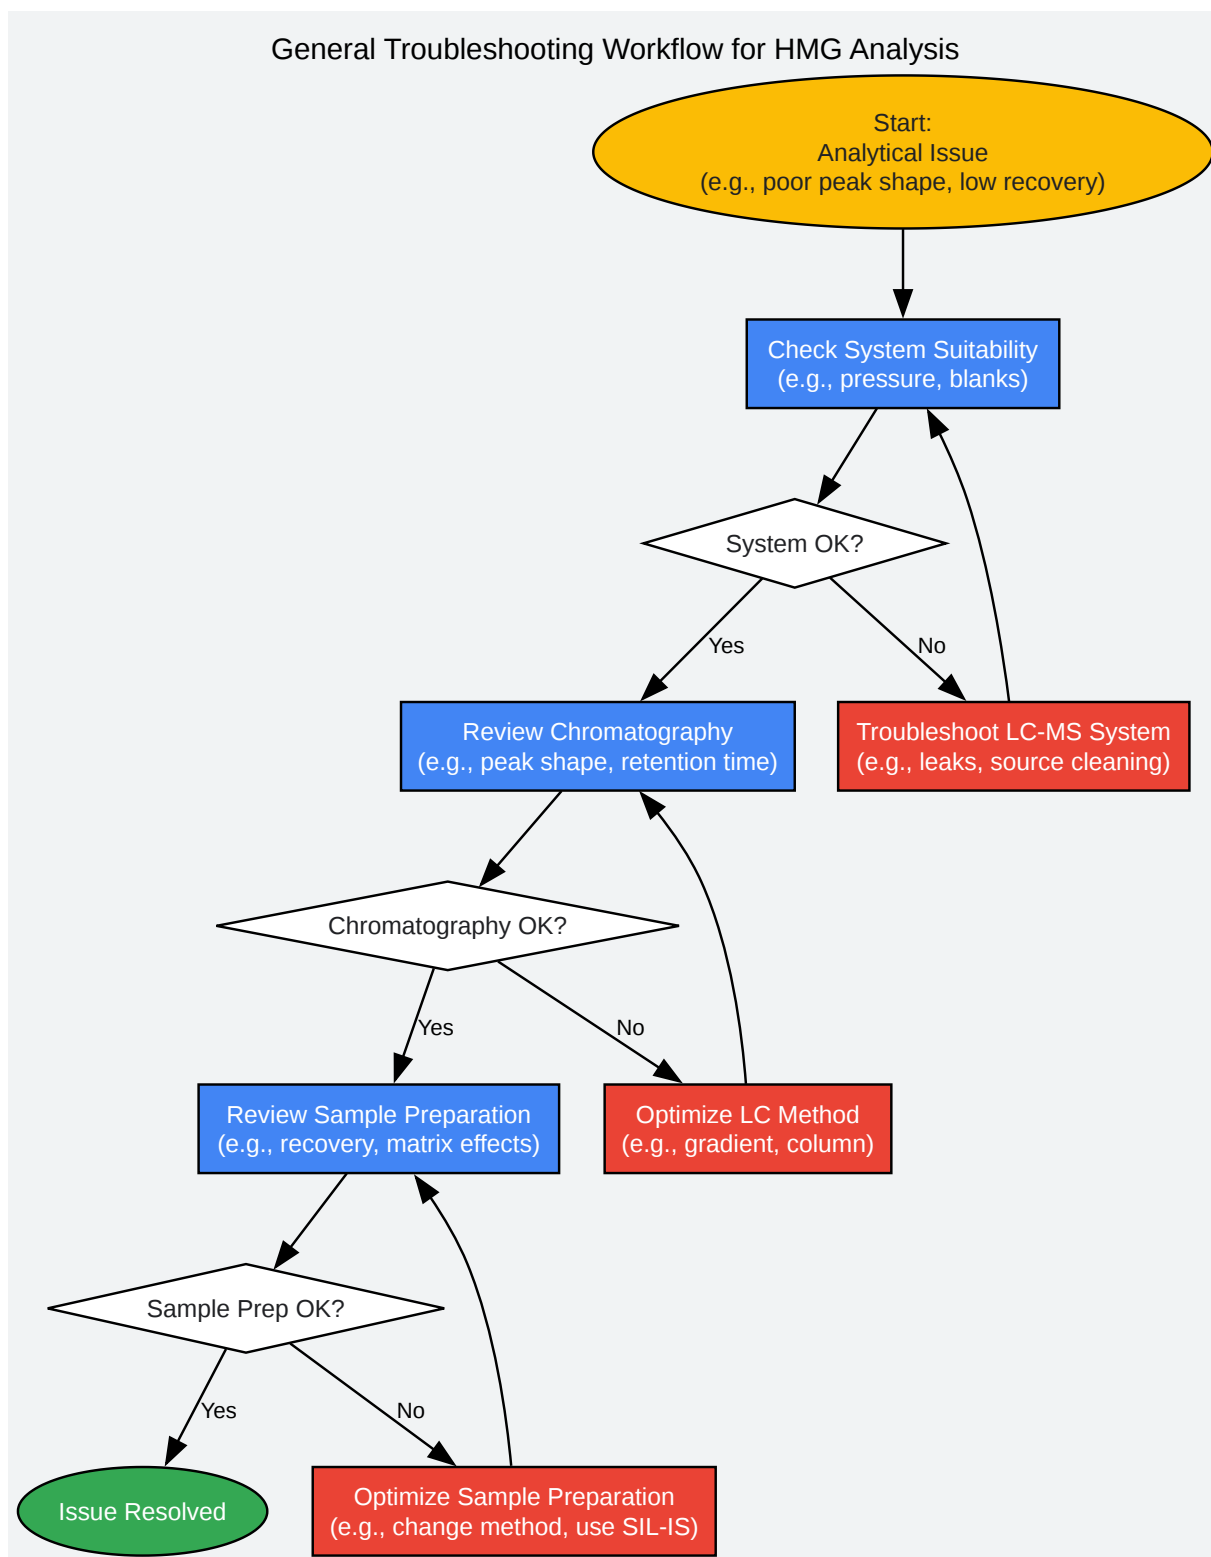 General Troubleshooting Workflow for HMG Analysis
Start:
Analytical Issue
(e.g., poor peak shape, low recovery)
Check System Suitability
(e.g., pressure, blanks)
System OK?
Yes
No
Review Chromatography
(e.g., peak shape, retention time)
Troubleshoot LC-MS System
(e.g., leaks, source cleaning)
Chromatography OK?
Yes
No
Review Sample Preparation
(e.g., recovery, matrix effects)
Optimize LC Method
(e.g., gradient, column)
Sample Prep OK?
Yes
No
Issue Resolved
Optimize Sample Preparation
(e.g., change method, use SIL-IS)